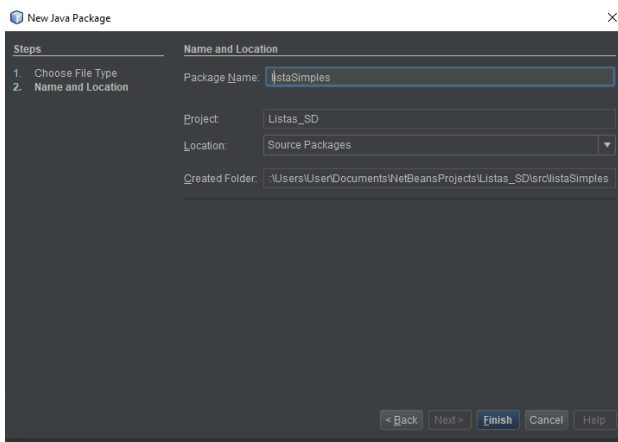 New Java Package
Steps
1. Choose File Type
2. Name and Location
Name and Location
Package Name: listaSimples
Project: Listas_SD
Location: Source Packages
Created Folder: :\Users\User\Documents\NetBeansProjects\Listas_SD\src\listaSimples
< Back Next > Finish Cancel Help